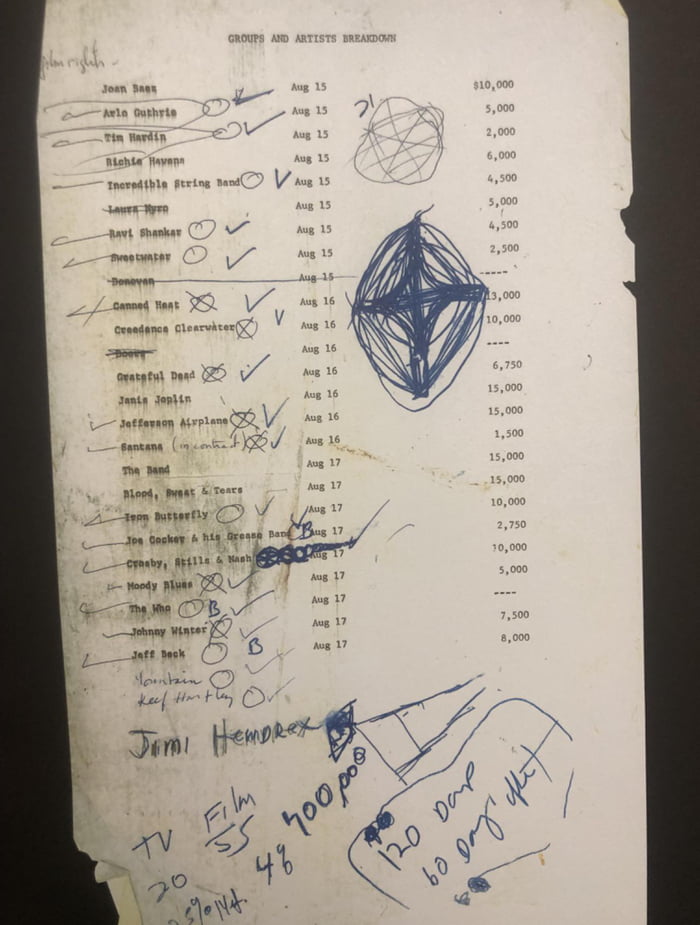 GROUPS AND ARTISTS BREAKDOWN
film rights
Joan Baez Aug 15 $10,000
Arlo Guthrie Aug 15 5,000
Tim Hardin Aug 15 2,000
Richie Havens Aug 15 6,000
Incredible String Band Aug 15 4,500
Laura Nyro Aug 15 5,000
Ravi Shankar Aug 15 4,500
Sweetwater Aug 15 2,500
Donovan Aug 15 -----
Canned Heat Aug 16 13,000
Creedence Clearwater Aug 16 10,000
Doors Aug 16 ----
Grateful Dead Aug 16 6,750
Janis Joplin Aug 16 15,000
Jefferson Airplane Aug 16 15,000
Santana (in contract) Aug 16 1,500
The Band Aug 17 15,000
Blood, Sweat & Tears Aug 17 15,000
Iron Butterfly Aug 17 10,000
Joe Cocker & his Grease Band B Aug 17 2,750
Crosby, Stills & Nash Aug 17 10,000
Moody Blues Aug 17 5,000
The Who B Aug 17 ----
Johnny Winter Aug 17 7,500
Jeff Beck B Aug 17 8,000
Mountain
Keef Hartley
Jimi Hendrex
TV Film 400,000
20 55 48
120 Days
60 Days